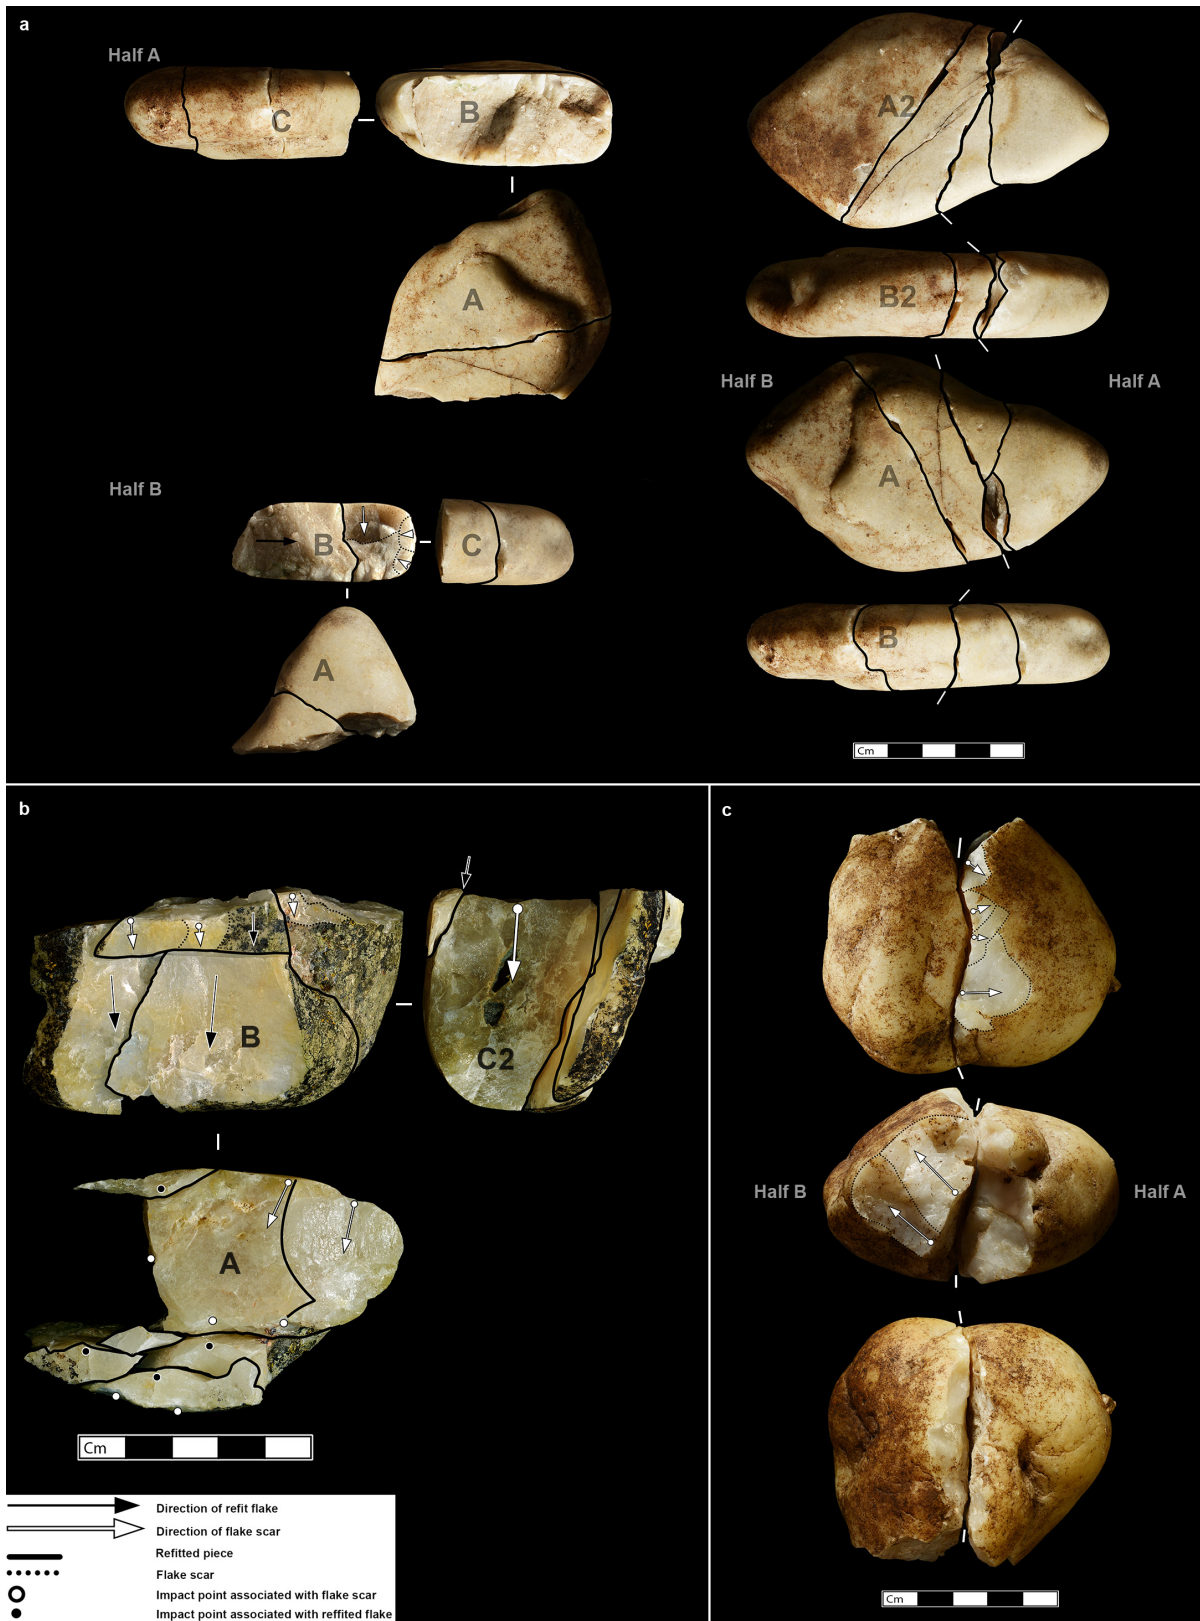 a
Half A
C
B
A
A2
B2
Half B
Half A
A
B
Half B
B
C
A
Cm
b
B
C2
A
Cm
c
Half B
Half A
Cm
Direction of refit flake
Direction of flake scar
Refitted piece
Flake scar
Impact point associated with flake scar
Impact point associated with reffited flake